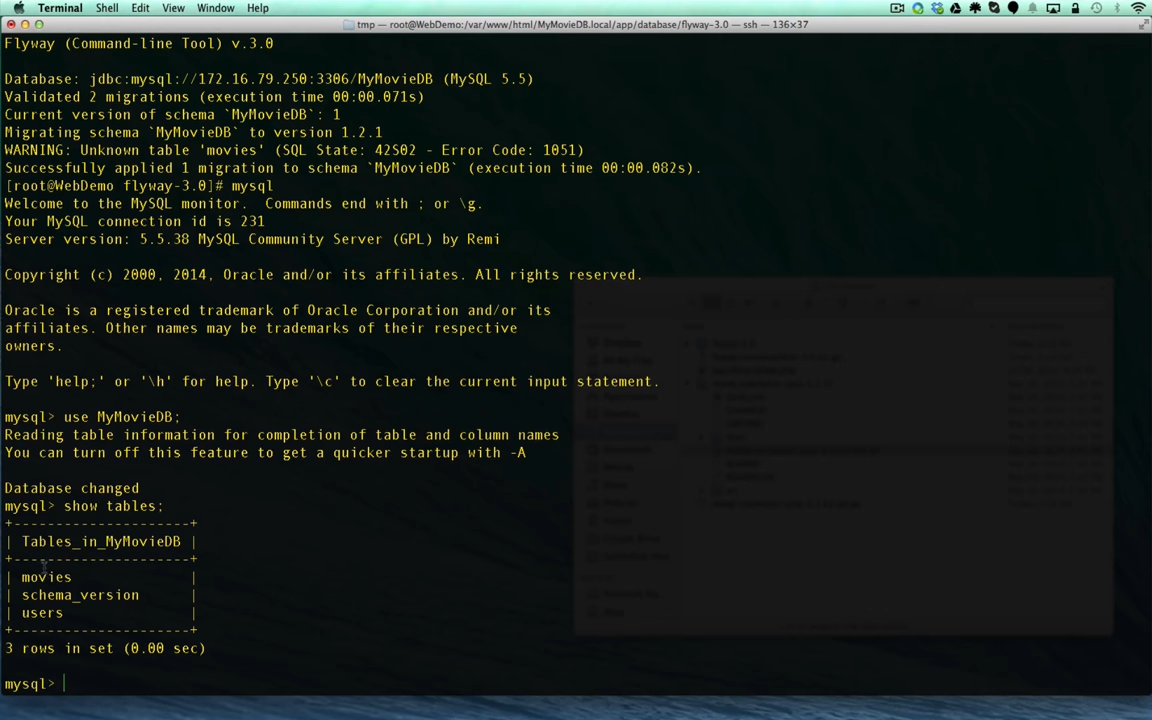 Terminal Shell Edit View Window Help
tmp — root@WebDemo:/var/www/html/MyMovieDB.local/app/database/flyway-3.0 — ssh — 136×37
Flyway (Command-line Tool) v.3.0
Database: jdbc:mysql://172.16.79.250:3306/MyMovieDB (MySQL 5.5)
Validated 2 migrations (execution time 00:00.071s)
Current version of schema `MyMovieDB`: 1
Migrating schema `MyMovieDB` to version 1.2.1
WARNING: Unknown table 'movies' (SQL State: 42S02 - Error Code: 1051)
Successfully applied 1 migration to schema `MyMovieDB` (execution time 00:00.082s).
[root@WebDemo flyway-3.0]# mysql
Welcome to the MySQL monitor.  Commands end with ; or \g.
Your MySQL connection id is 231
Server version: 5.5.38 MySQL Community Server (GPL) by Remi
Copyright (c) 2000, 2014, Oracle and/or its affiliates. All rights reserved.
Oracle is a registered trademark of Oracle Corporation and/or its
affiliates. Other names may be trademarks of their respective
owners.
Type 'help;' or '\h' for help. Type '\c' to clear the current input statement.
mysql> use MyMovieDB;
Reading table information for completion of table and column names
You can turn off this feature to get a quicker startup with -A
Database changed
mysql> show tables;
+---------------------+
| Tables_in_MyMovieDB |
+---------------------+
| movies              |
| schema_version      |
| users               |
+---------------------+
3 rows in set (0.00 sec)
mysql>